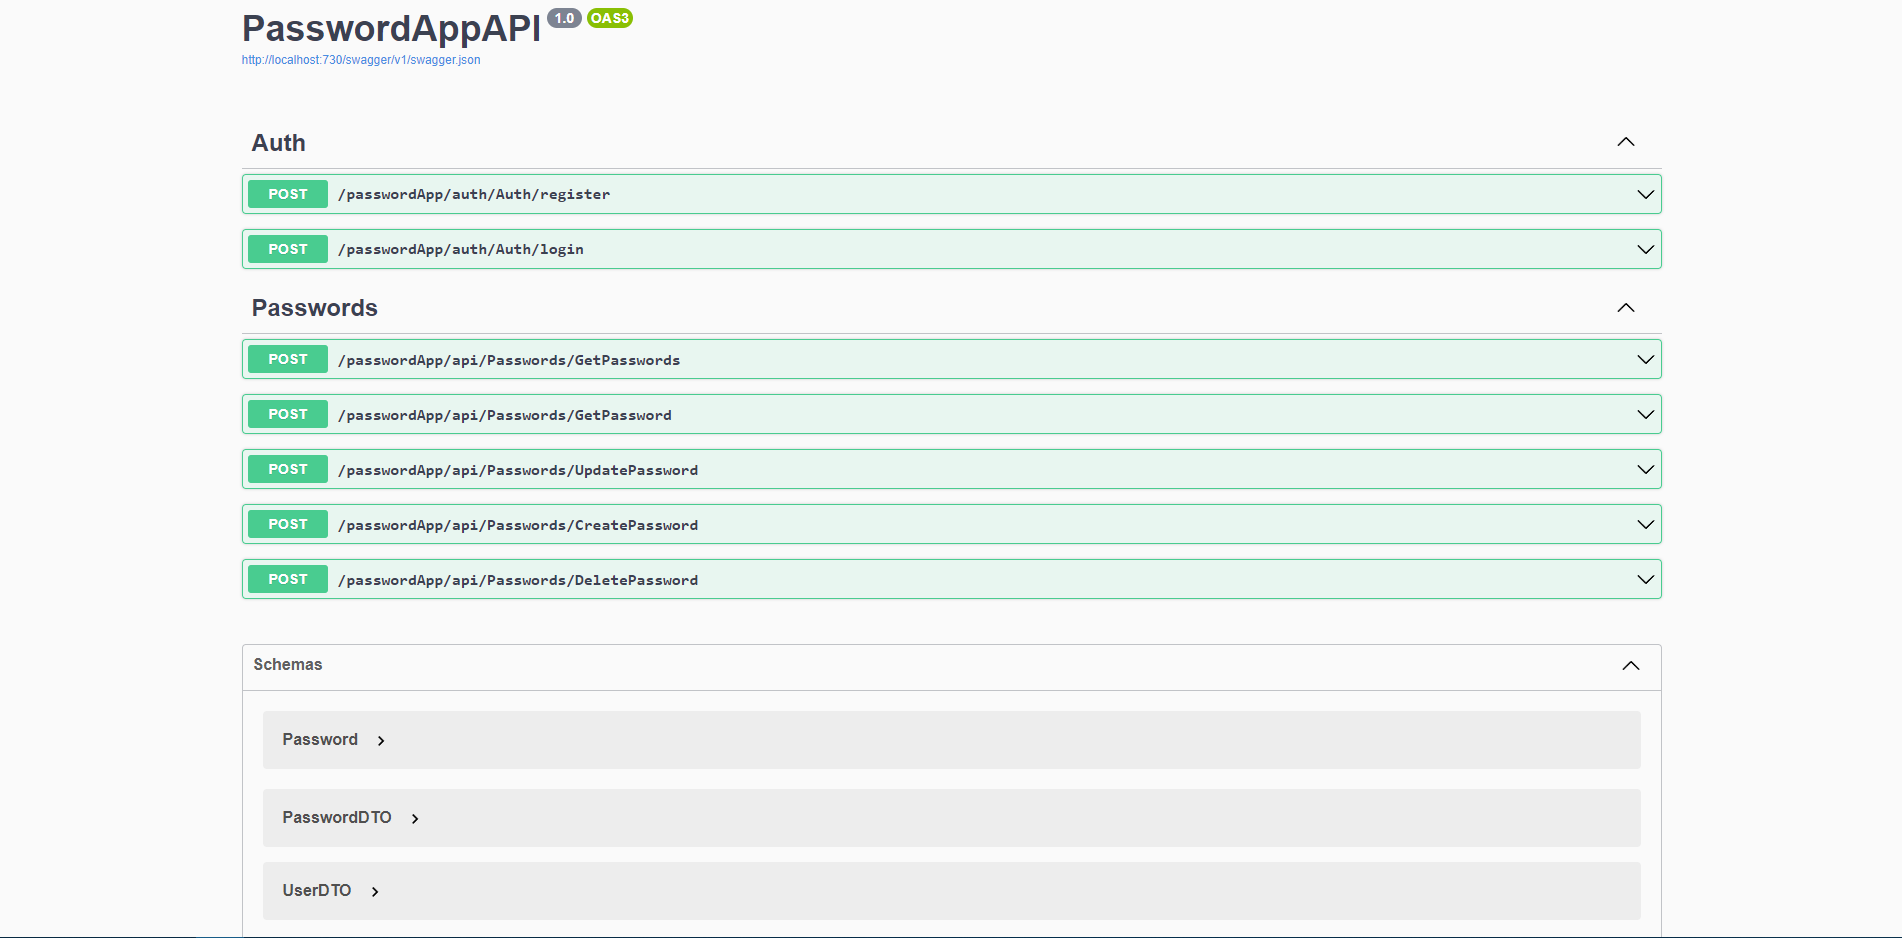 PasswordAppAPI 1.0 OAS3
http://localhost:730/swagger/v1/swagger.json
Auth
POST /passwordApp/auth/Auth/register
POST /passwordApp/auth/Auth/login
Passwords
POST /passwordApp/api/Passwords/GetPasswords
POST /passwordApp/api/Passwords/GetPassword
POST /passwordApp/api/Passwords/UpdatePassword
POST /passwordApp/api/Passwords/CreatePassword
POST /passwordApp/api/Passwords/DeletePassword
Schemas
Password
PasswordDTO
UserDTO